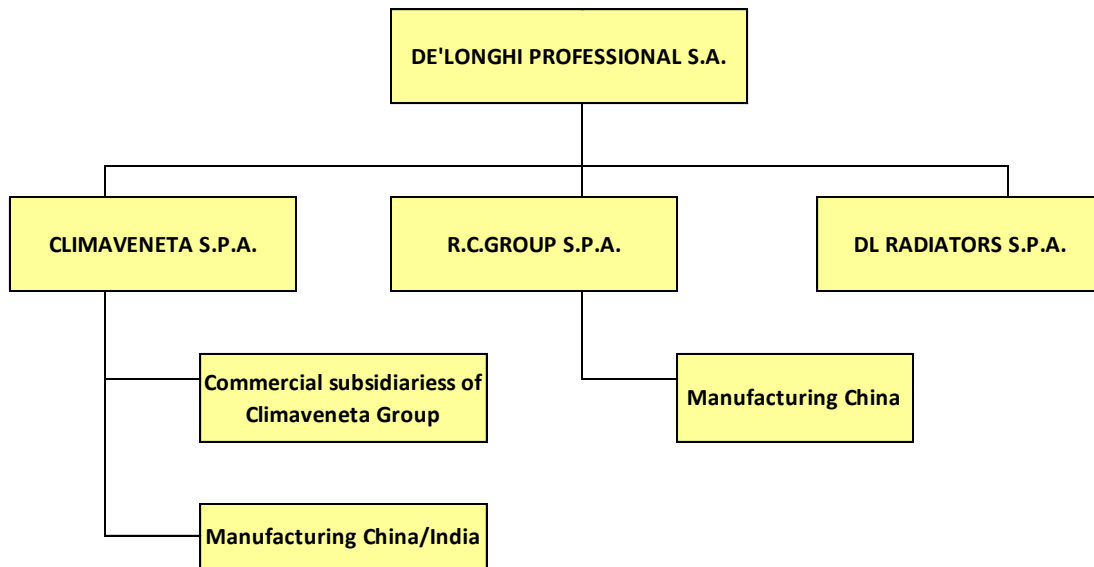 DE'LONGHI PROFESSIONAL S.A.
CLIMAVENETA S.P.A.
R.C.GROUP S.P.A.
DL RADIATORS S.P.A.
Commercial subsidiariess of
Climaveneta Group
Manufacturing China
Manufacturing China/India